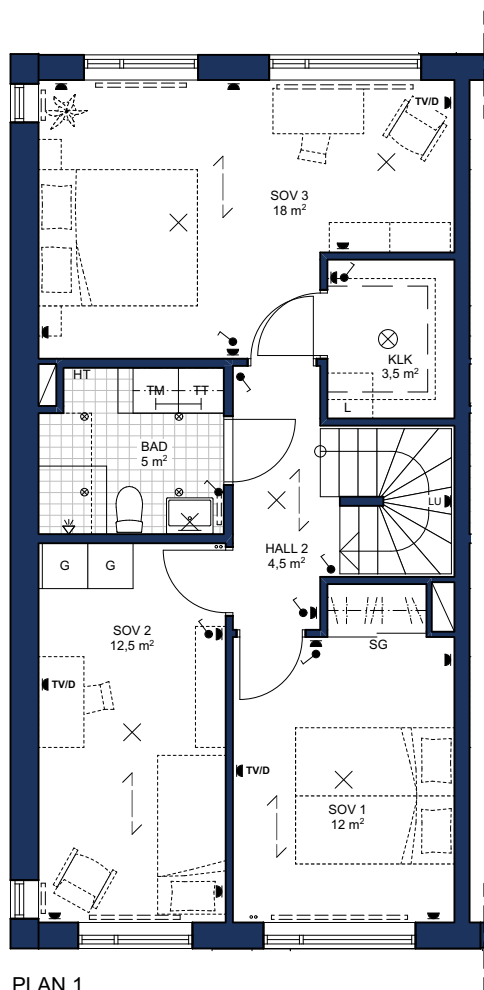 TV/D
SOV 3
18 m²
KLK
3,5 m²
L
HT
TM TT
BAD
5 m²
LU
HALL 2
4,5 m²
G G
SOV 2
12,5 m²
SG
TV/D
TV/D
SOV 1
12 m²
PLAN 1